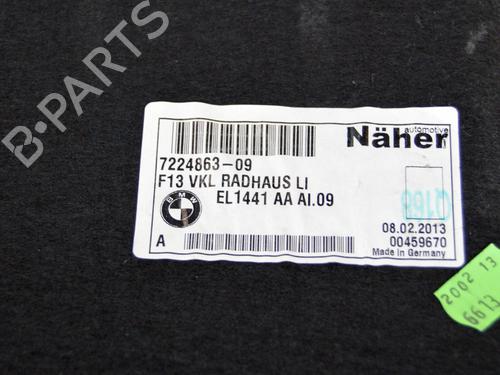 B-PARTS
Näher
automotive
7224863-09
F13 VKL RADHAUS LI
EL1441 AA AI.09
BMW
Q168
A
08.02.2013
00459670
Made in Germany
2002 13
6613